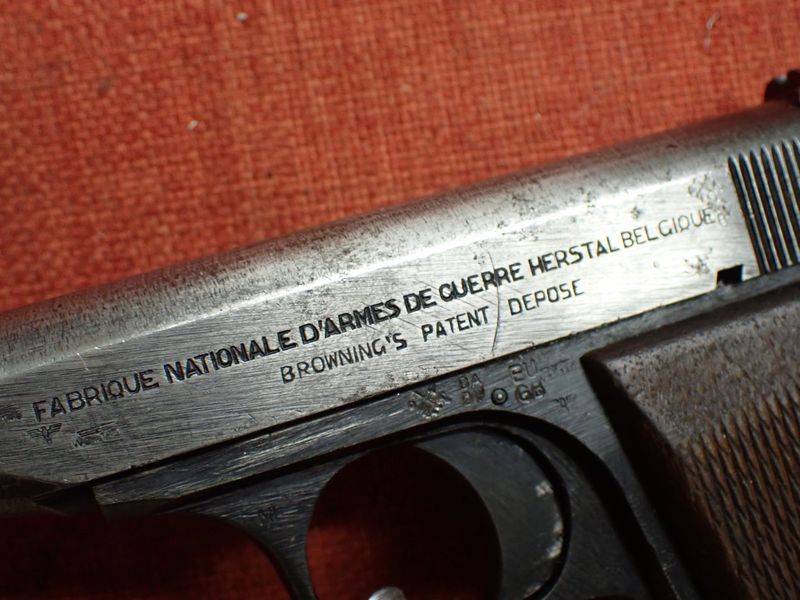 FABRIQUE NATIONALE D'ARMES DE GUERRE HERSTAL BELGIQUE
BROWNING'S PATENT DEPOSE